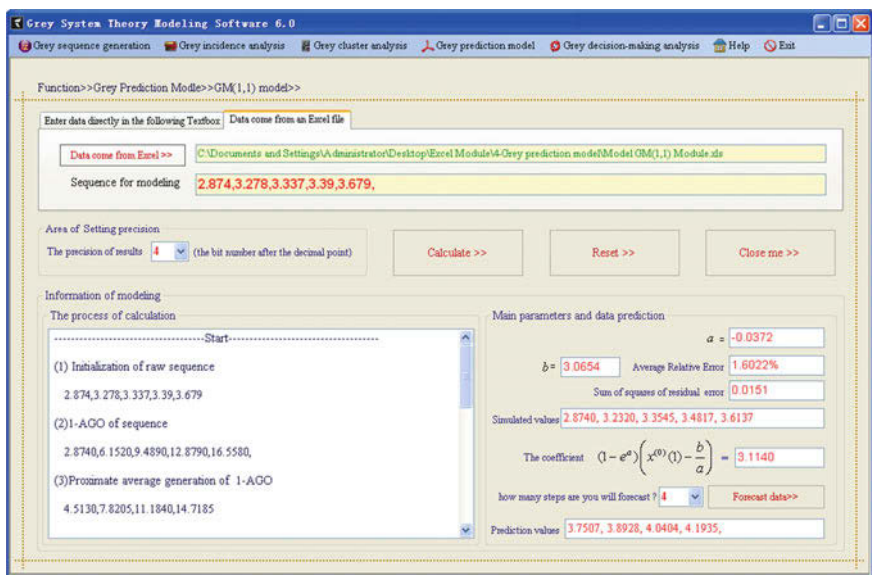 Grey System Theory Modeling Software 6.0
Grey sequence generation Grey incidence analysis Grey cluster analysis Grey prediction model Grey decision-making analysis Help Exit
Function>>Grey Prediction Modle>>GM(1,1) model>>
Enter data directly in the following Textbox Data come from an Excel file
Data come from Excel >> C:\Documents and Settings\Administrator\Desktop\Excel Module\4-Grey prediction model\Model GM(1,1) Module.xls
Sequence for modeling 2.874,3.278,3.337,3.39,3.679,
Area of Setting precision
The precision of results 4 (the bit number after the decimal point) Calculate >> Reset >> Close me >>
Information of modeling
The process of calculation
------------------------------------Start------------------------------------
(1) Initialization of raw sequence
2.874,3.278,3.337,3.39,3.679
(2)1-AGO of sequence
2.8740,6.1520,9.4890,12.8790,16.5580,
(3)Proximate average generation of 1-AGO
4.5130,7.8205,11.1840,14.7185
Main parameters and data prediction
a = -0.0372
b = 3.0654 Average Relative Error 1.6022%
Sum of squares of residual error 0.0151
Simulated values 2.8740, 3.2320, 3.3545, 3.4817, 3.6137
The coefficient (1 − e^a)(x^(0)(1) − b/a) = 3.1140
how many steps are you will forecast ? 4 Forecast data>>
Prediction values 3.7507, 3.8928, 4.0404, 4.1935,